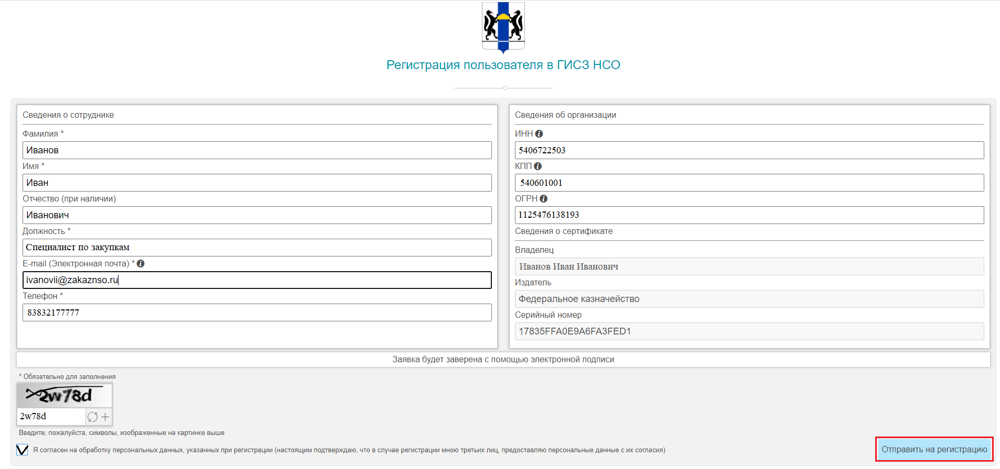 Регистрация пользователя в ГИСЗ НСО
Сведения о сотруднике
Фамилия *
Иванов
Имя *
Иван
Отчество (при наличии)
Иванович
Должность *
Специалист по закупкам
E-mail (Электронная почта) *
ivanovii@zakaznso.ru
Телефон *
83832177777
Сведения об организации
ИНН
5406722503
КПП
540601001
ОГРН
1125476138193
Сведения о сертификате
Владелец
Иванов Иван Иванович
Издатель
Федеральное казначейство
Серийный номер
17835FFA0E9A6FA3FED1
Заявка будет заверена с помощью электронной подписи
* Обязательно для заполнения
2w78d
2w78d
Введите, пожалуйста, символы, изображенные на картинке выше
Я согласен на обработку персональных данных, указанных при регистрации (настоящим подтверждаю, что в случае регистрации мною третьих лиц, предоставляю персональные данные с их согласия)
Отправить на регистрацию